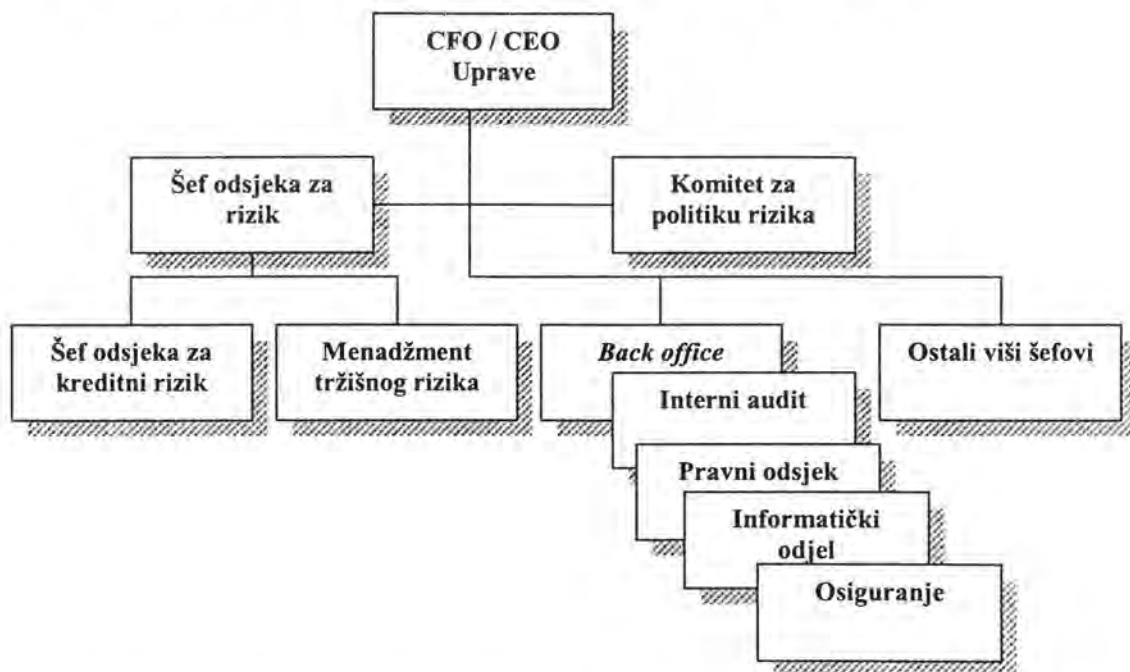 CFO / CEO
Uprave
Šef odsjeka za
rizik
Komitet za
politiku rizika
Šef odsjeka za
kreditni rizik
Menadžment
tržišnog rizika
Back office
Ostali viši šefovi
Interni audit
Pravni odsjek
Informatički
odjel
Osiguranje